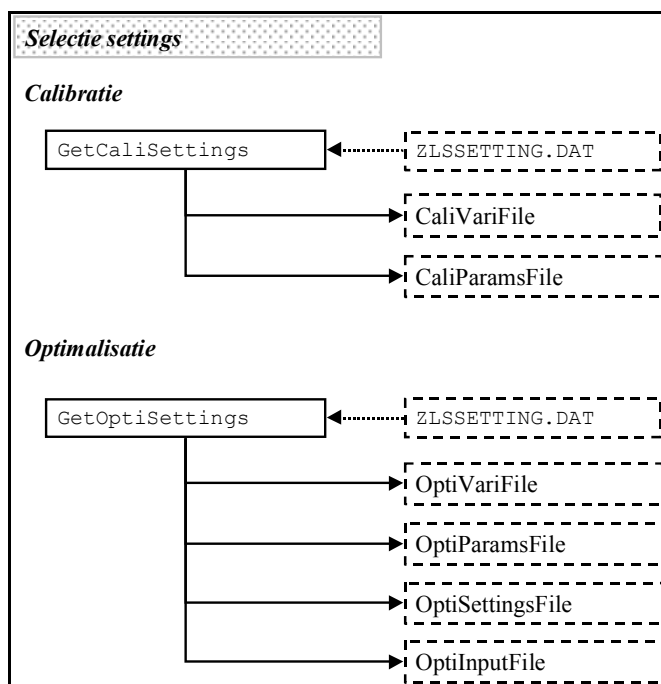 Selectie settings
Calibratie
GetCaliSettings
ZLSSETTING.DAT
CaliVariFile
CaliParamsFile
Optimalisatie
GetOptiSettings
ZLSSETTING.DAT
OptiVariFile
OptiParamsFile
OptiSettingsFile
OptiInputFile